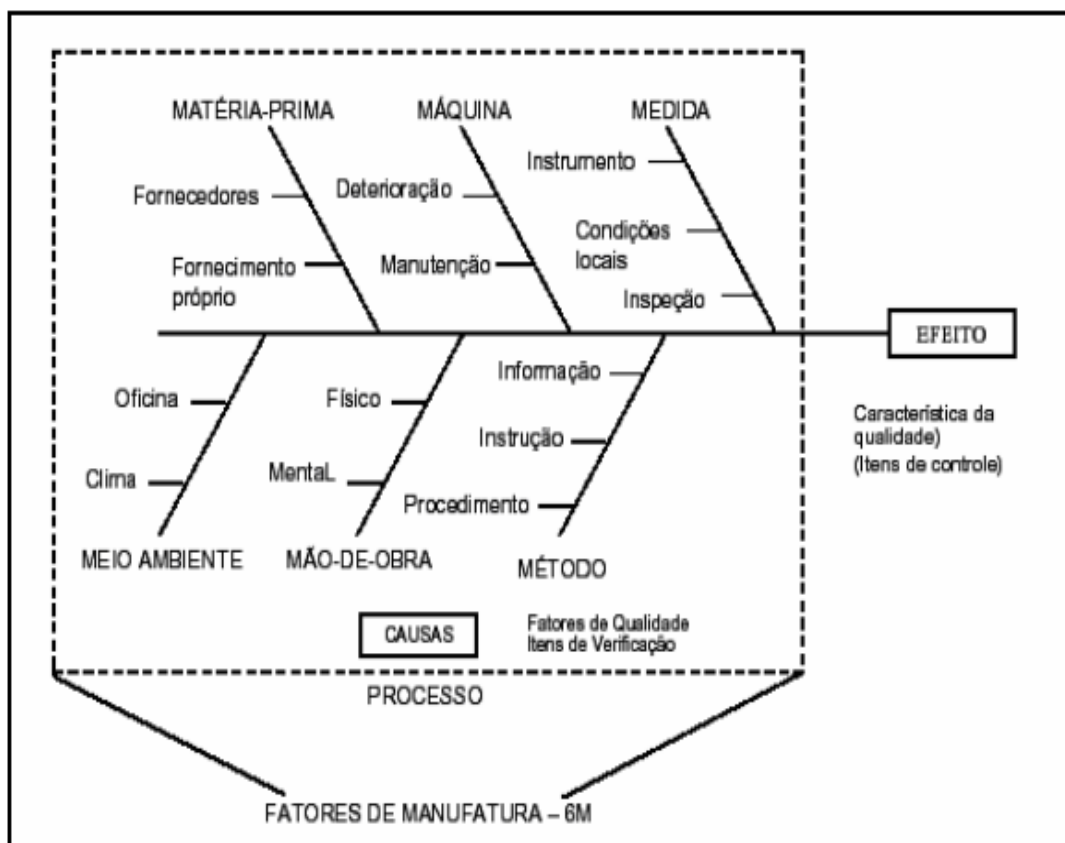 MATÉRIA-PRIMA
MÁQUINA
MEDIDA
Fornecedores
Fornecimento
próprio
Deterioração
Manutenção
Instrumento
Condições
locais
Inspeção
EFEITO
Característica da
qualidade)
(Itens de controle)
Oficina
Clima
MEIO AMBIENTE
Físico
MentaL
MÃO-DE-OBRA
Informação
Instrução
Procedimento
MÉTODO
CAUSAS
Fatores de Qualidade
Itens de Verificação
PROCESSO
FATORES DE MANUFATURA – 6M